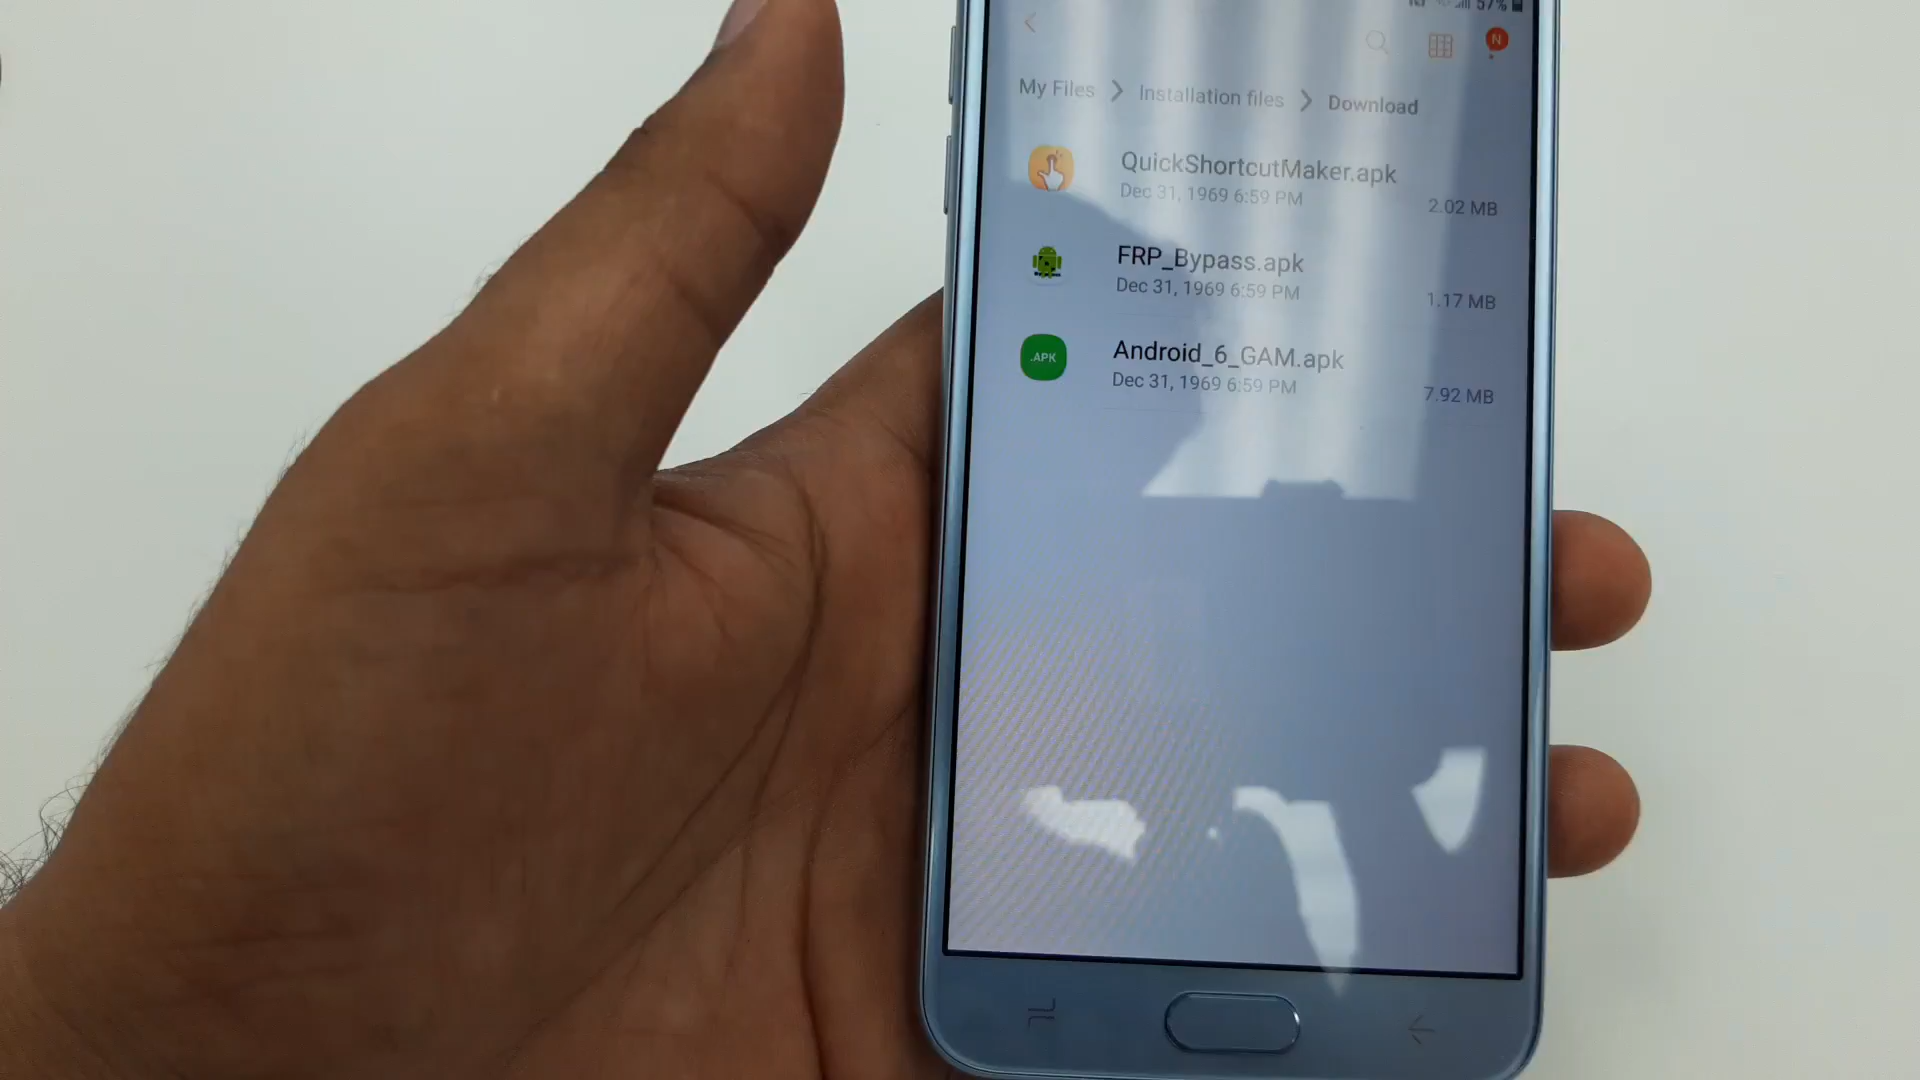 57%
N
My Files > Installation files > Download
QuickShortcutMaker.apk
Dec 31, 1969 6:59 PM
2.02 MB
FRP_Bypass.apk
Dec 31, 1969 6:59 PM
1.17 MB
.APK
Android_6_GAM.apk
Dec 31, 1969 6:59 PM
7.92 MB